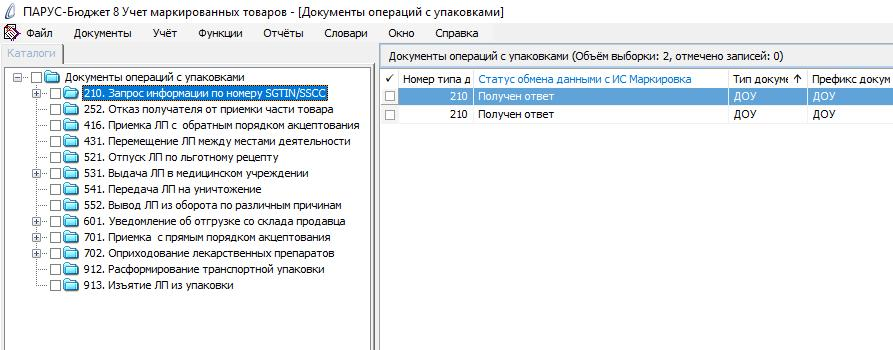 ПАРУС-Бюджет 8 Учет маркированных товаров - [Документы операций с упаковками]
Файл Документы Учёт Функции Отчёты Словари Окно Справка
Каталоги
Документы операций с упаковками
210. Запрос информации по номеру SGTIN/SSCC
252. Отказ получателя от приемки части товара
416. Приемка ЛП с обратным порядком акцептования
431. Перемещение ЛП между местами деятельности
521. Отпуск ЛП по льготному рецепту
531. Выдача ЛП в медицинском учреждении
541. Передача ЛП на уничтожение
552. Вывод ЛП из оборота по различным причинам
601. Уведомление об отгрузке со склада продавца
701. Приемка с прямым порядком акцептования
702. Оприходование лекарственных препаратов
912. Расформирование транспортной упаковки
913. Изъятие ЛП из упаковки
Документы операций с упаковками (Объём выборки: 2, отмечено записей: 0)
Номер типа д Статус обмена данными с ИС Маркировка Тип докуме Префикс докум
210 Получен ответ ДОУ ДОУ
210 Получен ответ ДОУ ДОУ